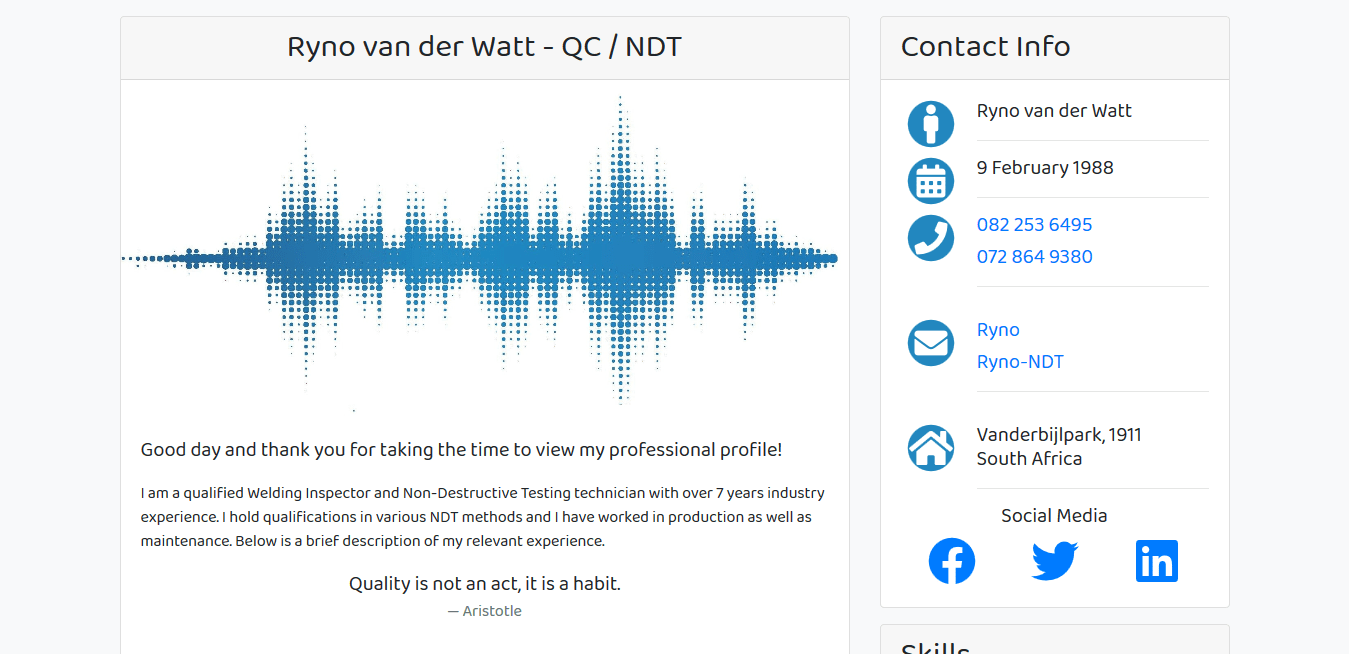 Ryno van der Watt - QC / NDT
Good day and thank you for taking the time to view my professional profile!
I am a qualified Welding Inspector and Non-Destructive Testing technician with over 7 years industry
experience. I hold qualifications in various NDT methods and I have worked in production as well as
maintenance. Below is a brief description of my relevant experience.
Quality is not an act, it is a habit.
— Aristotle
Contact Info
Ryno van der Watt
9 February 1988
082 253 6495
072 864 9380
Ryno
Ryno-NDT
Vanderbijlpark, 1911
South Africa
Social Media
Skills